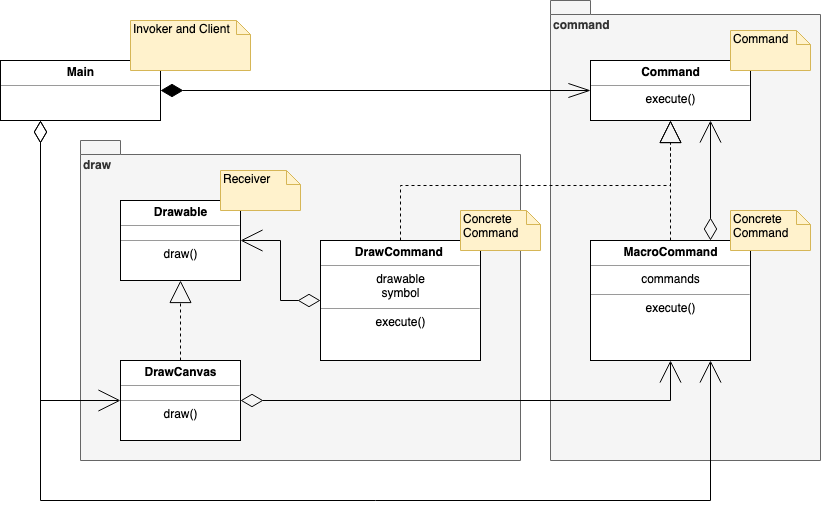 Invoker and Client
Main
command
Command
Command
execute()
draw
Receiver
Drawable
draw()
Concrete
Command
DrawCommand
drawable
symbol
execute()
Concrete
Command
MacroCommand
commands
execute()
DrawCanvas
draw()